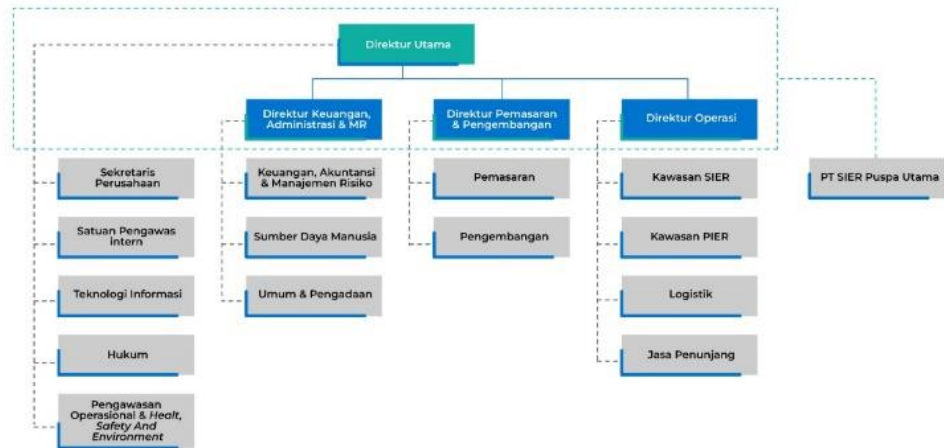 Direktur Utama
Direktur Keuangan,
Administrasi & MR
Direktur Pemasaran
& Pengembangan
Direktur Operasi
Sekretaris
Perusahaan
Keuangan, Akuntansi
& Manajemen Risiko
Pemasaran
Kawasan SIER
PT SIER Puspa Utama
Satuan Pengawas
Intern
Sumber Daya Manusia
Pengembangan
Kawasan PIER
Teknologi Informasi
Umum & Pengadaan
Logistik
Hukum
Jasa Penunjang
Pengawasan
Operasional & Healt,
Safety And
Environment